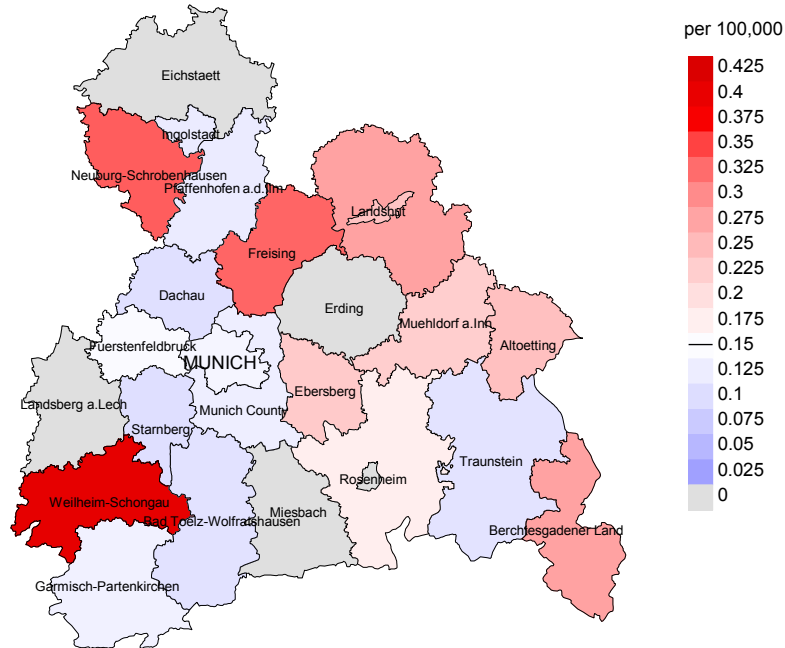 per 100,000
0.425
0.4
0.375
0.35
0.325
0.3
0.275
0.25
0.225
0.2
0.175
0.15
0.125
0.1
0.075
0.05
0.025
0
Eichstaett
Ingolstadt
Neuburg-Schrobenhausen
Pfaffenhofen a.d.Ilm
Landshut
Freising
Dachau
Erding
Muehldorf a.Inn
Altoetting
Fuerstenfeldbruck
MUNICH
Ebersberg
Landsberg a.Lech
Munich County
Starnberg
Traunstein
Rosenheim
Weilheim-Schongau
Miesbach
Bad Toelz-Wolfratshausen
Berchtesgadener Land
Garmisch-Partenkirchen